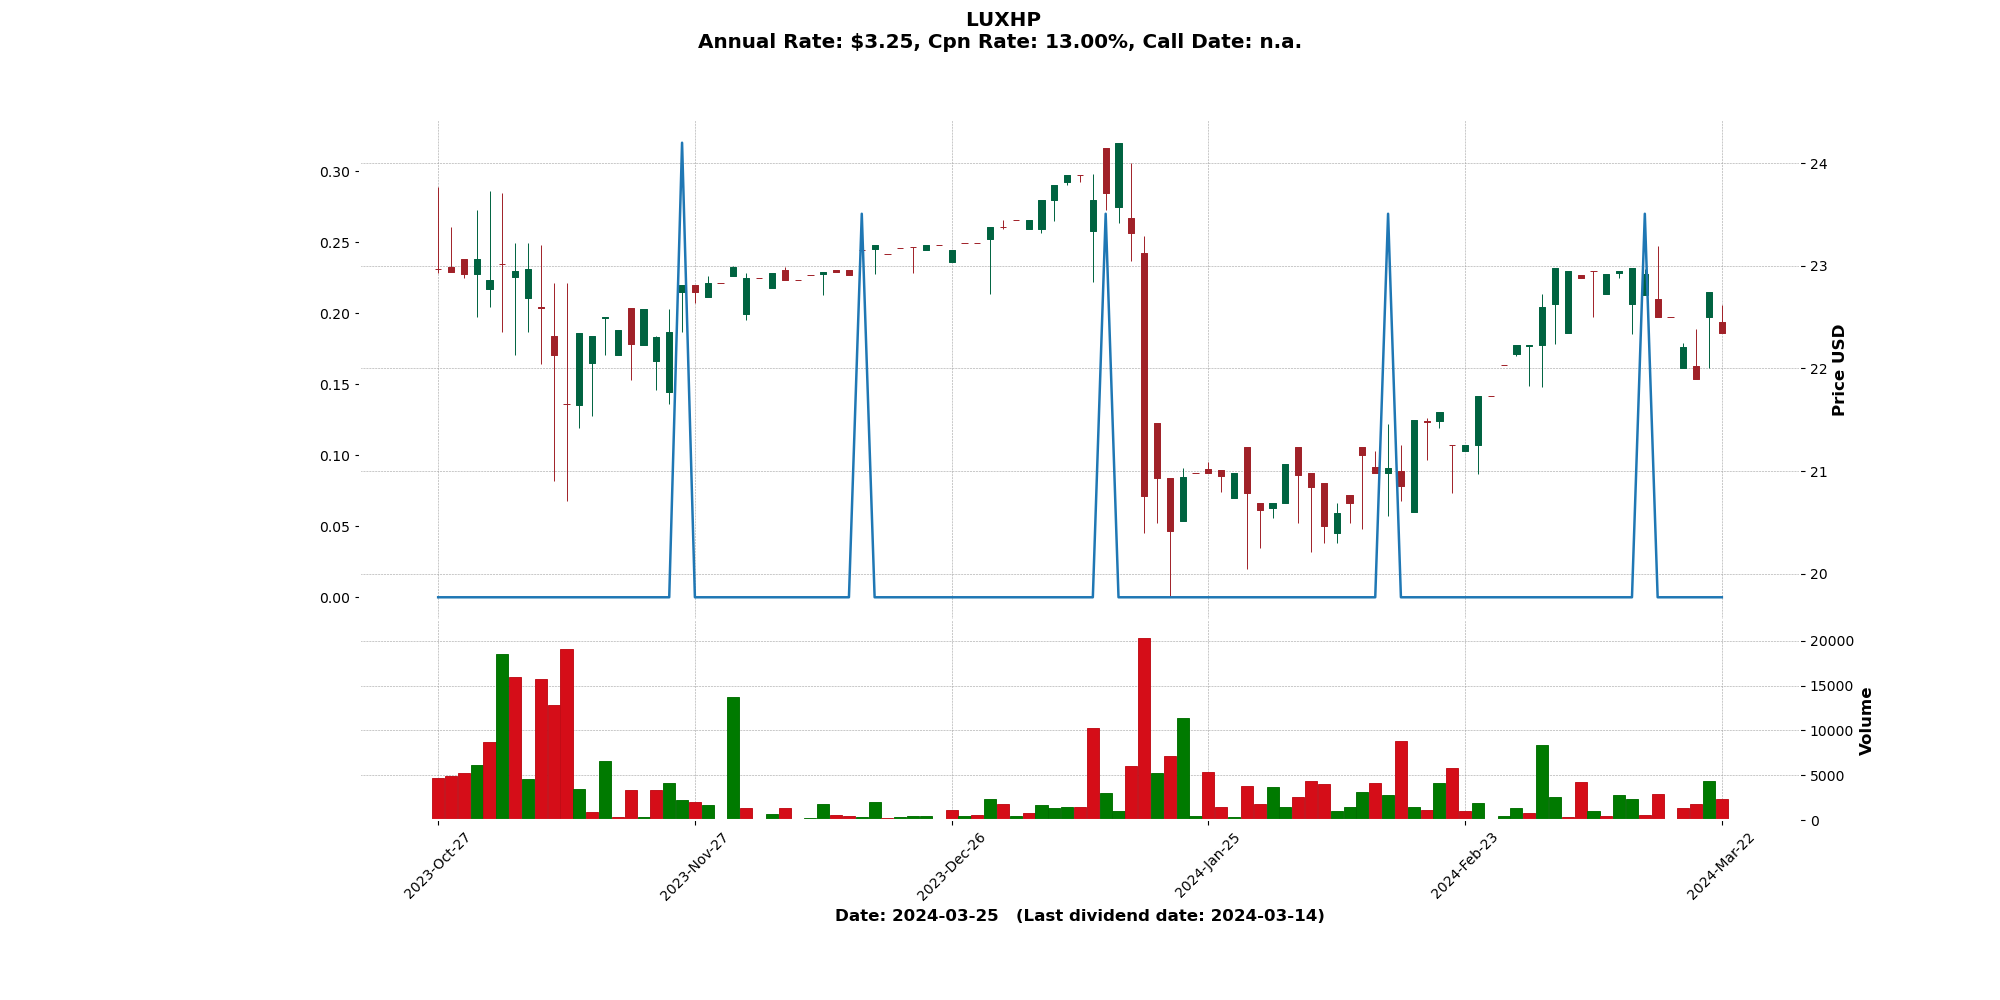 LUXHP
Annual Rate: $3.25, Cpn Rate: 13.00%, Call Date: n.a.
0.30
0.25
0.20
0.15
0.10
0.05
0.00
24
23
22
21
20
Price USD
20000
15000
10000
5000
0
Volume
2023-Oct-27
2023-Nov-27
2023-Dec-26
2024-Jan-25
2024-Feb-23
2024-Mar-22
Date: 2024-03-25 (Last dividend date: 2024-03-14)